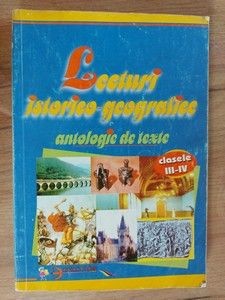 Lecturi
istorico-geografice
antologie de texte
clasele
III-IV